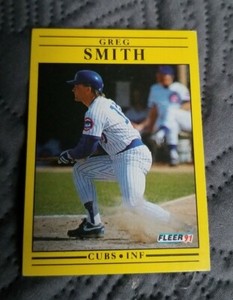 GREG
SMITH
FLEER 91
CUBS • INF